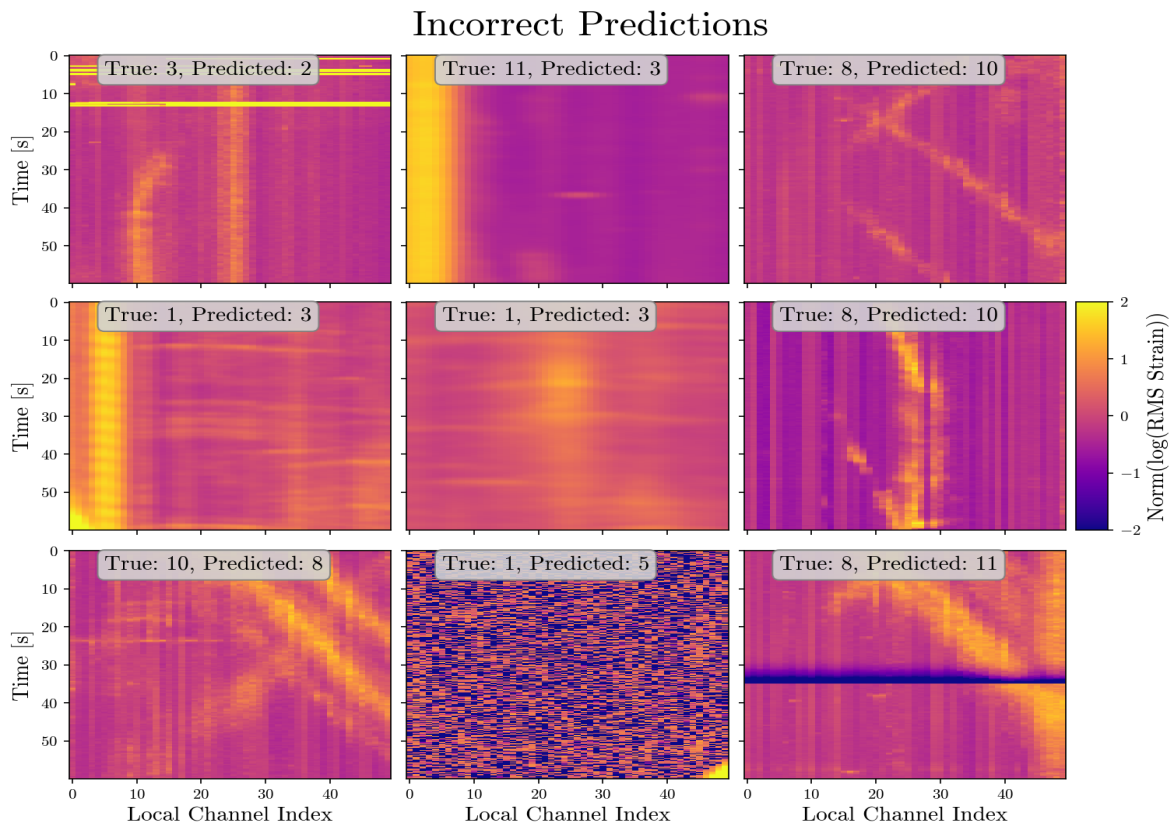 Incorrect Predictions
True: 3, Predicted: 2
True: 11, Predicted: 3
True: 8, Predicted: 10
0
10
20
30
40
50
Time [s]
True: 1, Predicted: 3
True: 1, Predicted: 3
True: 8, Predicted: 10
0
10
20
30
40
50
Time [s]
2
1
0
−1
−2
Norm(log(RMS Strain))
True: 10, Predicted: 8
True: 1, Predicted: 5
True: 8, Predicted: 11
0
10
20
30
40
50
Time [s]
0 10 20 30 40
0 10 20 30 40
0 10 20 30 40
Local Channel Index
Local Channel Index
Local Channel Index